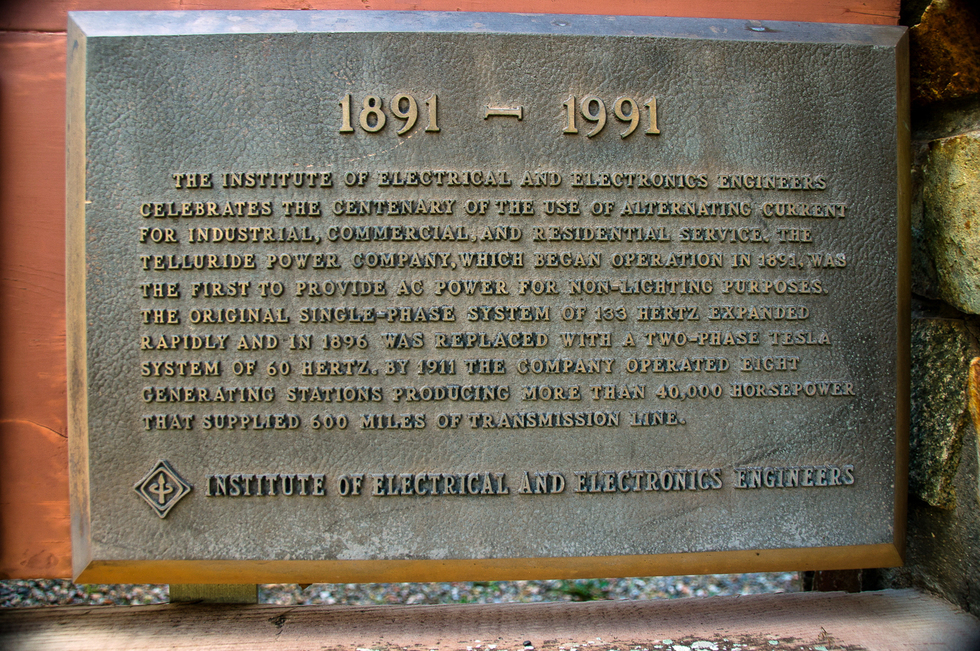 1891 – 1991
THE INSTITUTE OF ELECTRICAL AND ELECTRONICS ENGINEERS
CELEBRATES THE CENTENARY OF THE USE OF ALTERNATING CURRENT
FOR INDUSTRIAL, COMMERCIAL, AND RESIDENTIAL SERVICE. THE
TELLURIDE POWER COMPANY, WHICH BEGAN OPERATION IN 1891, WAS
THE FIRST TO PROVIDE AC POWER FOR NON-LIGHTING PURPOSES.
THE ORIGINAL SINGLE-PHASE SYSTEM OF 133 HERTZ EXPANDED
RAPIDLY AND IN 1896 WAS REPLACED WITH A TWO-PHASE TESLA
SYSTEM OF 60 HERTZ. BY 1911 THE COMPANY OPERATED EIGHT
GENERATING STATIONS PRODUCING MORE THAN 40,000 HORSEPOWER
THAT SUPPLIED 600 MILES OF TRANSMISSION LINE.
INSTITUTE OF ELECTRICAL AND ELECTRONICS ENGINEERS